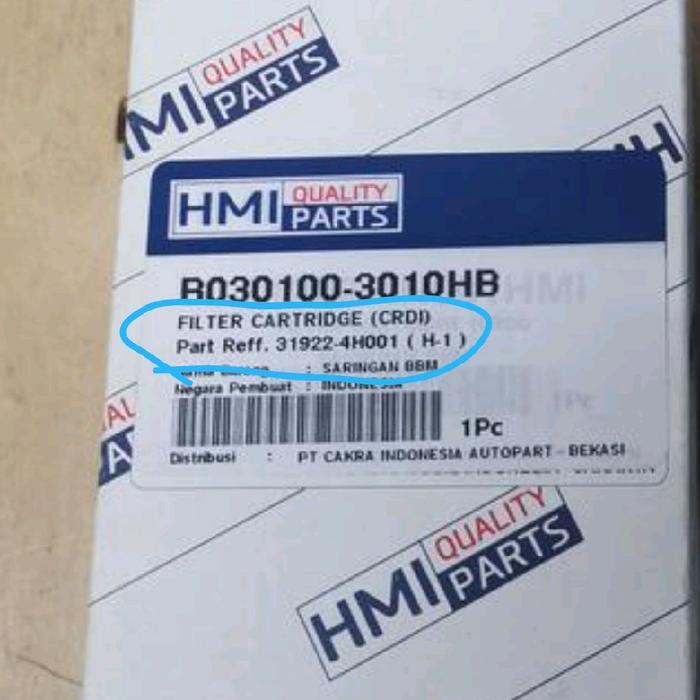 HMI QUALITY PARTS
HMI QUALITY PARTS
R030100-3010HB
FILTER CARTRIDGE (CRDI)
Part Reff. 31922-4H001 ( H-1 )
: SARINGAN BBM
Negara Pembuat : INDONESIA
1Pc
Distribusi : PT CAKRA INDONESIA AUTOPART - BEKASI
HMI QUALITY PARTS